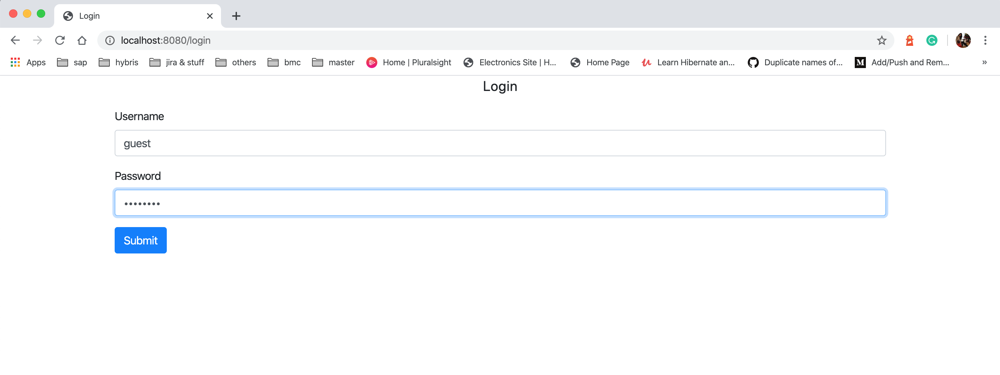 Login
localhost:8080/login
Apps sap hybris jira & stuff others bmc master Home | Pluralsight Electronics Site | H... Home Page Learn Hibernate an... Duplicate names of... M Add/Push and Rem... »
Login
Username
guest
Password
••••••••
Submit